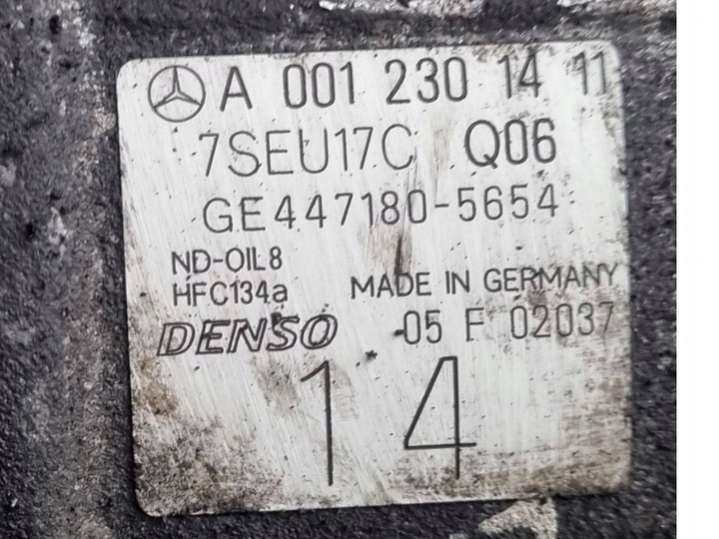 A 001 230 14 11
7SEU17C Q06
GE447180-5654
ND-OIL8
HFC134a MADE IN GERMANY
DENSO 05 F 02037
14